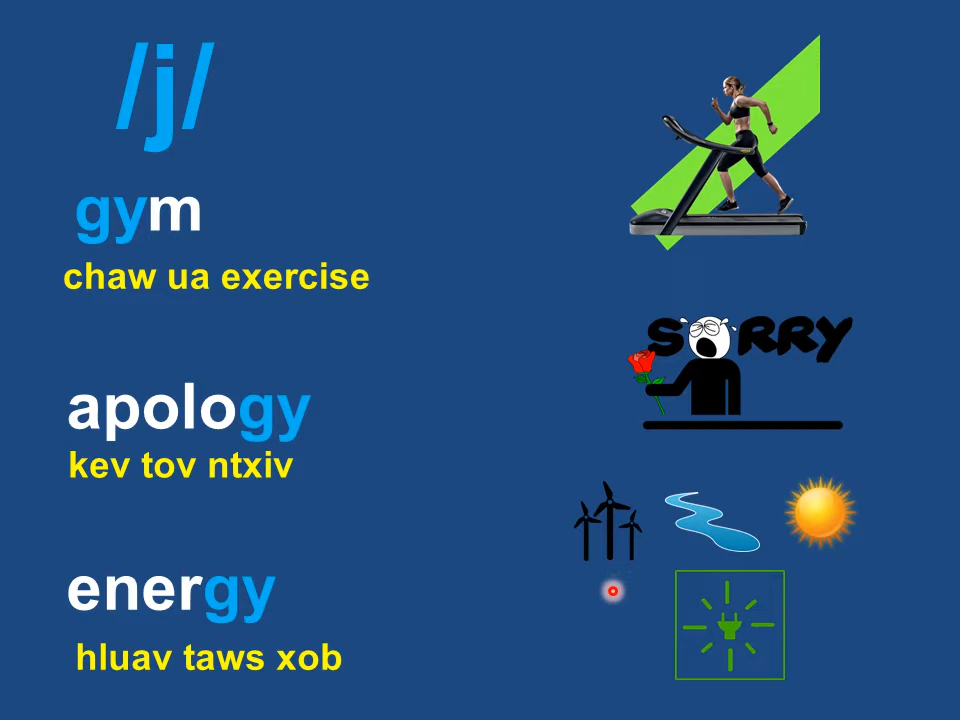 /j/
gym
chaw ua exercise
SORRY
apology
kev tov ntxiv
energy
hluav taws xob